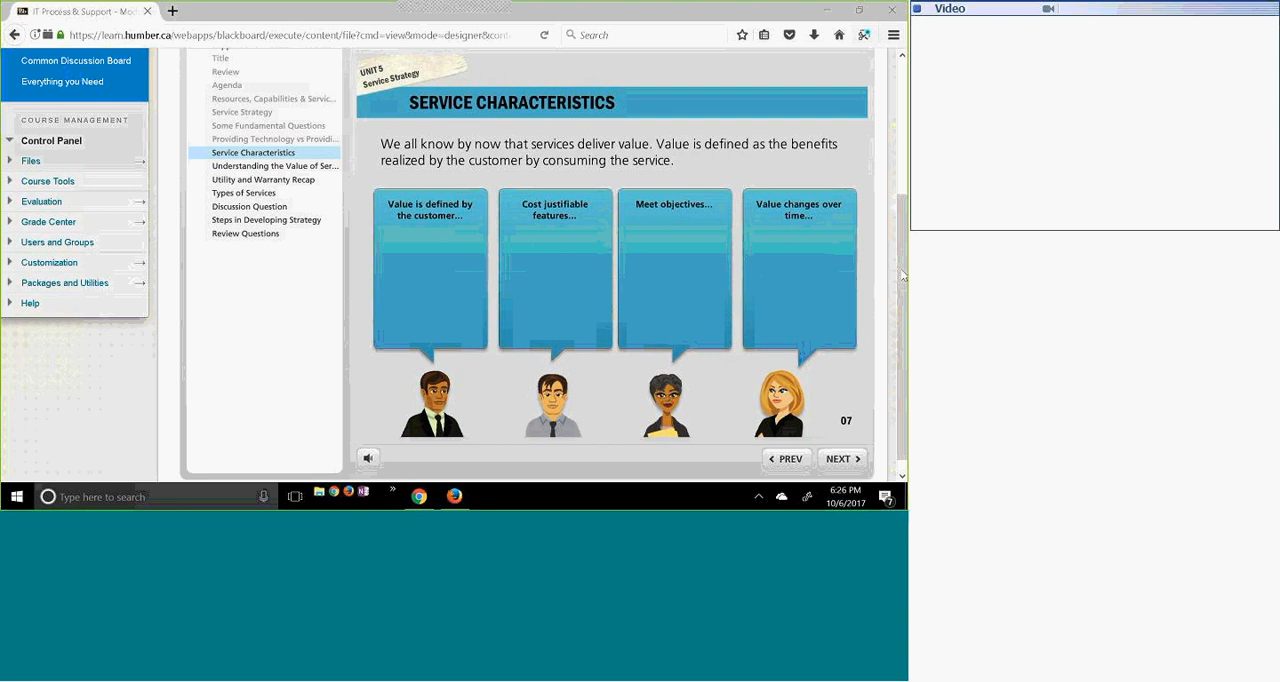 IT Process & Support - Mod
Video
https://learn.humber.ca/webapps/blackboard/execute/content/file?cmd=view&mode=designer&cont
Search
Common Discussion Board
Everything you Need
COURSE MANAGEMENT
Control Panel
Files
Course Tools
Evaluation
Grade Center
Users and Groups
Customization
Packages and Utilities
Help
Title
Review
Agenda
Resources, Capabilities & Servic...
Service Strategy
Some Fundamental Questions
Providing Technology vs Providi...
Service Characteristics
Understanding the Value of Ser...
Utility and Warranty Recap
Types of Services
Discussion Question
Steps in Developing Strategy
Review Questions
UNIT 5
Service Strategy
SERVICE CHARACTERISTICS
We all know by now that services deliver value. Value is defined as the benefits
realized by the customer by consuming the service.
Value is defined by
the customer...
Cost justifiable
features...
Meet objectives...
Value changes over
time...
07
PREV
NEXT
Type here to search
6:26 PM
10/6/2017
7